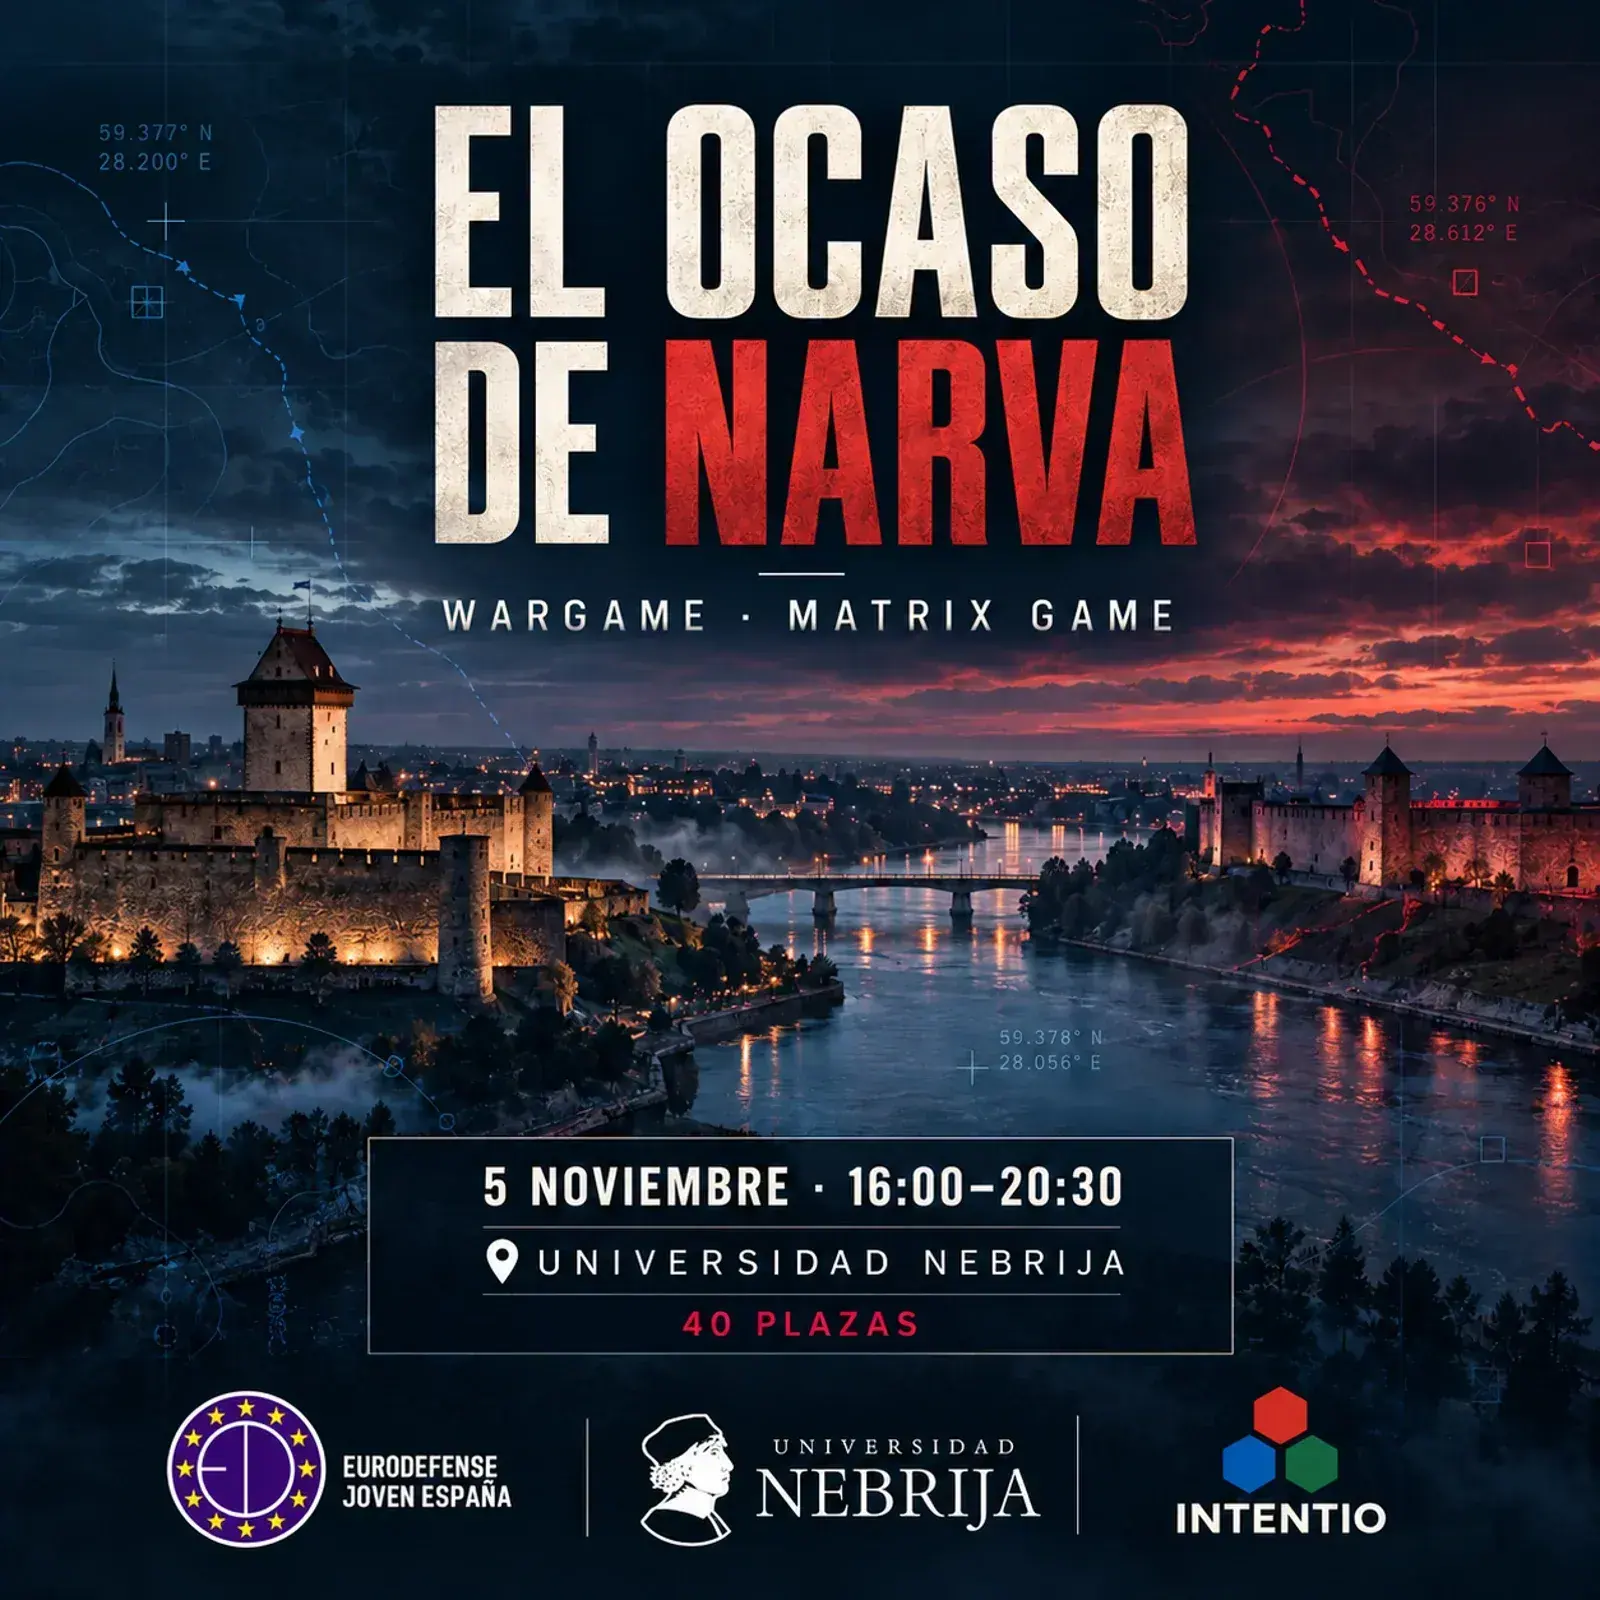 59.377° N
28.200° E
EL OCASO
DE NARVA
59.376° N
28.612° E
WARGAME · MATRIX GAME
59.378° N
28.056° E
5 NOVIEMBRE · 16:00–20:30
UNIVERSIDAD NEBRIJA
40 PLAZAS
EURODEFENSE
JOVEN ESPAÑA
UNIVERSIDAD
NEBRIJA
INTENTIO